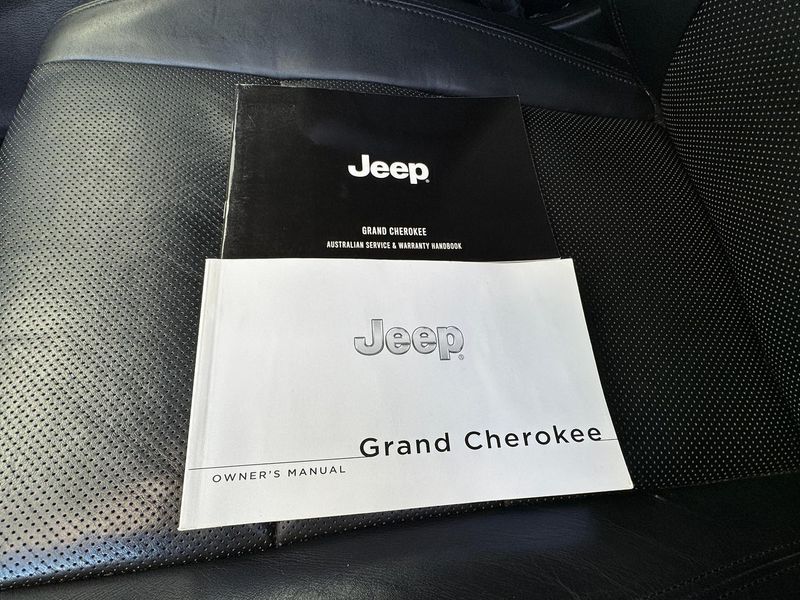 Jeep
GRAND CHEROKEE
AUSTRALIAN SERVICE & WARRANTY HANDBOOK
Jeep®
Grand Cherokee
OWNER'S MANUAL